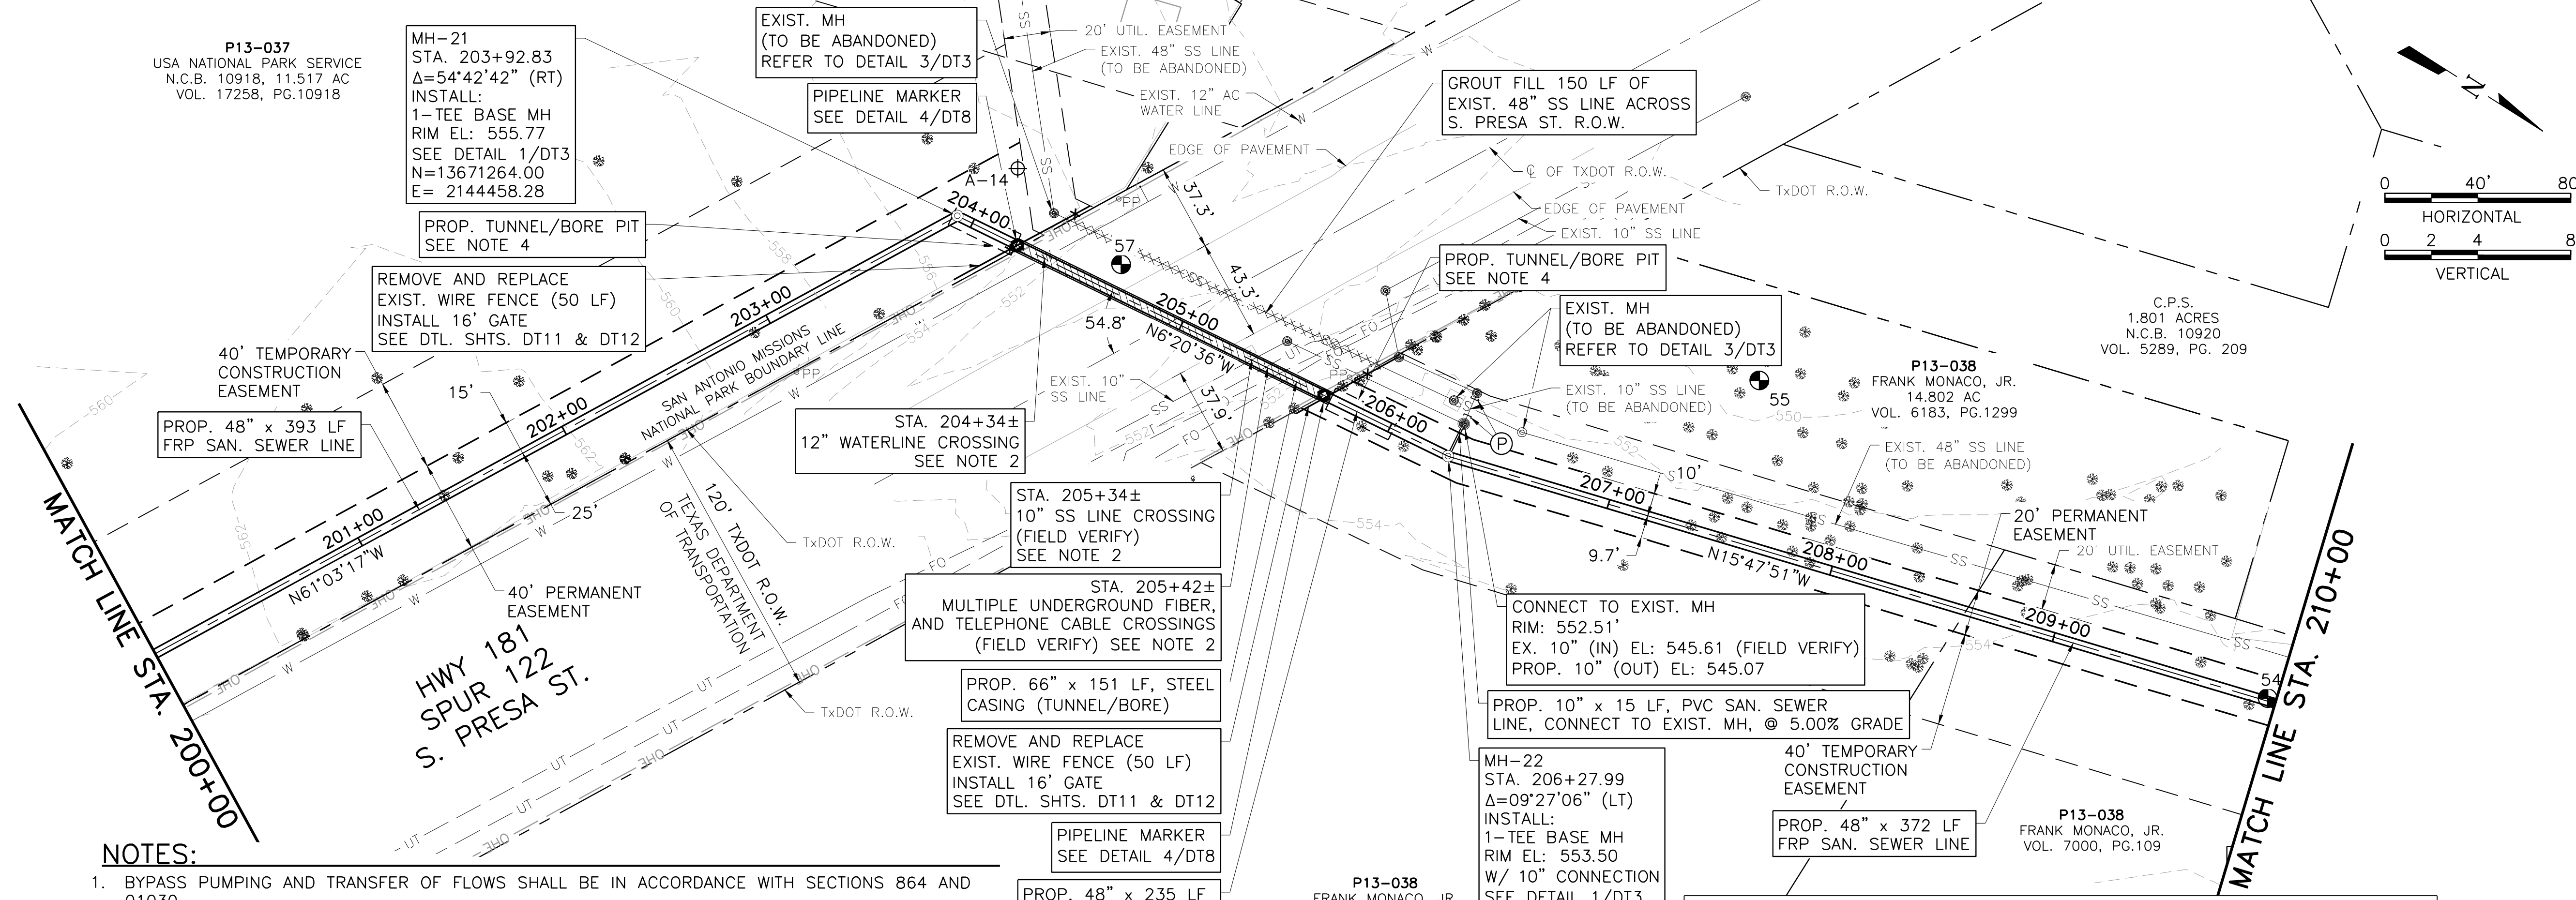 P13-037
USA NATIONAL PARK SERVICE
N.C.B. 10918, 11.517 AC
VOL. 17258, PG.10918
MH-21
STA. 203+92.83
Δ=54°42'42" (RT)
INSTALL:
1-TEE BASE MH
RIM EL: 555.77
SEE DETAIL 1/DT3
N=13671264.00
E= 2144458.28
PROP. TUNNEL/BORE PIT
SEE NOTE 4
REMOVE AND REPLACE
EXIST. WIRE FENCE (50 LF)
INSTALL 16' GATE
SEE DTL. SHTS. DT11 & DT12
40' TEMPORARY
CONSTRUCTION
EASEMENT
PROP. 48" x 393 LF
FRP SAN. SEWER LINE
15'
25'
40' PERMANENT
EASEMENT
MATCH LINE STA. 200+00
201+00
202+00
203+00
204+00
N61°03'17"W
SAN ANTONIO MISSIONS
NATIONAL PARK BOUNDARY LINE
HWY 181
SPUR 122
S. PRESA ST.
120' TXDOT R.O.W.
TEXAS DEPARTMENT
OF TRANSPORTATION
TxDOT R.O.W.
TxDOT R.O.W.
EXIST. MH
(TO BE ABANDONED)
REFER TO DETAIL 3/DT3
PIPELINE MARKER
SEE DETAIL 4/DT8
20' UTIL. EASEMENT
EXIST. 48" SS LINE
(TO BE ABANDONED)
EXIST. 12" AC
WATER LINE
EDGE OF PAVEMENT
A-14
57
PP
37.3'
43.3'
37.9'
54.8°
205+00
N6°20'36"W
EXIST. 10"
SS LINE
GROUT FILL 150 LF OF
EXIST. 48" SS LINE ACROSS
S. PRESA ST. R.O.W.
℄ OF TXDOT R.O.W.
TxDOT R.O.W.
EDGE OF PAVEMENT
EXIST. 10" SS LINE
PROP. TUNNEL/BORE PIT
SEE NOTE 4
EXIST. MH
(TO BE ABANDONED)
REFER TO DETAIL 3/DT3
EXIST. 10" SS LINE
(TO BE ABANDONED)
N
0 40' 80
HORIZONTAL
0 2 4 8
VERTICAL
C.P.S.
1.801 ACRES
N.C.B. 10920
VOL. 5289, PG. 209
P13-038
FRANK MONACO, JR.
14.802 AC
VOL. 6183, PG.1299
55
EXIST. 48" SS LINE
(TO BE ABANDONED)
20' PERMANENT
EASEMENT
20' UTIL. EASEMENT
P
206+00
207+00
208+00
209+00
N15°47'51"W
10'
9.7'
54
MATCH LINE STA. 210+00
STA. 204+34±
12" WATERLINE CROSSING
SEE NOTE 2
STA. 205+34±
10" SS LINE CROSSING
(FIELD VERIFY)
SEE NOTE 2
STA. 205+42±
MULTIPLE UNDERGROUND FIBER,
AND TELEPHONE CABLE CROSSINGS
(FIELD VERIFY) SEE NOTE 2
PROP. 66" x 151 LF, STEEL
CASING (TUNNEL/BORE)
REMOVE AND REPLACE
EXIST. WIRE FENCE (50 LF)
INSTALL 16' GATE
SEE DTL. SHTS. DT11 & DT12
PIPELINE MARKER
SEE DETAIL 4/DT8
PROP. 48" x 235 LF
CONNECT TO EXIST. MH
RIM: 552.51'
EX. 10" (IN) EL: 545.61 (FIELD VERIFY)
PROP. 10" (OUT) EL: 545.07
PROP. 10" x 15 LF, PVC SAN. SEWER
LINE, CONNECT TO EXIST. MH, @ 5.00% GRADE
MH-22
STA. 206+27.99
Δ=09°27'06" (LT)
INSTALL:
1-TEE BASE MH
RIM EL: 553.50
W/ 10" CONNECTION
SEE DETAIL 1/DT3
40' TEMPORARY
CONSTRUCTION
EASEMENT
PROP. 48" x 372 LF
FRP SAN. SEWER LINE
P13-038
FRANK MONACO, JR.
VOL. 7000, PG.109
P13-038
FRANK MONACO, JR
NOTES:
1. BYPASS PUMPING AND TRANSFER OF FLOWS SHALL BE IN ACCORDANCE WITH SECTIONS 864 AND
01030